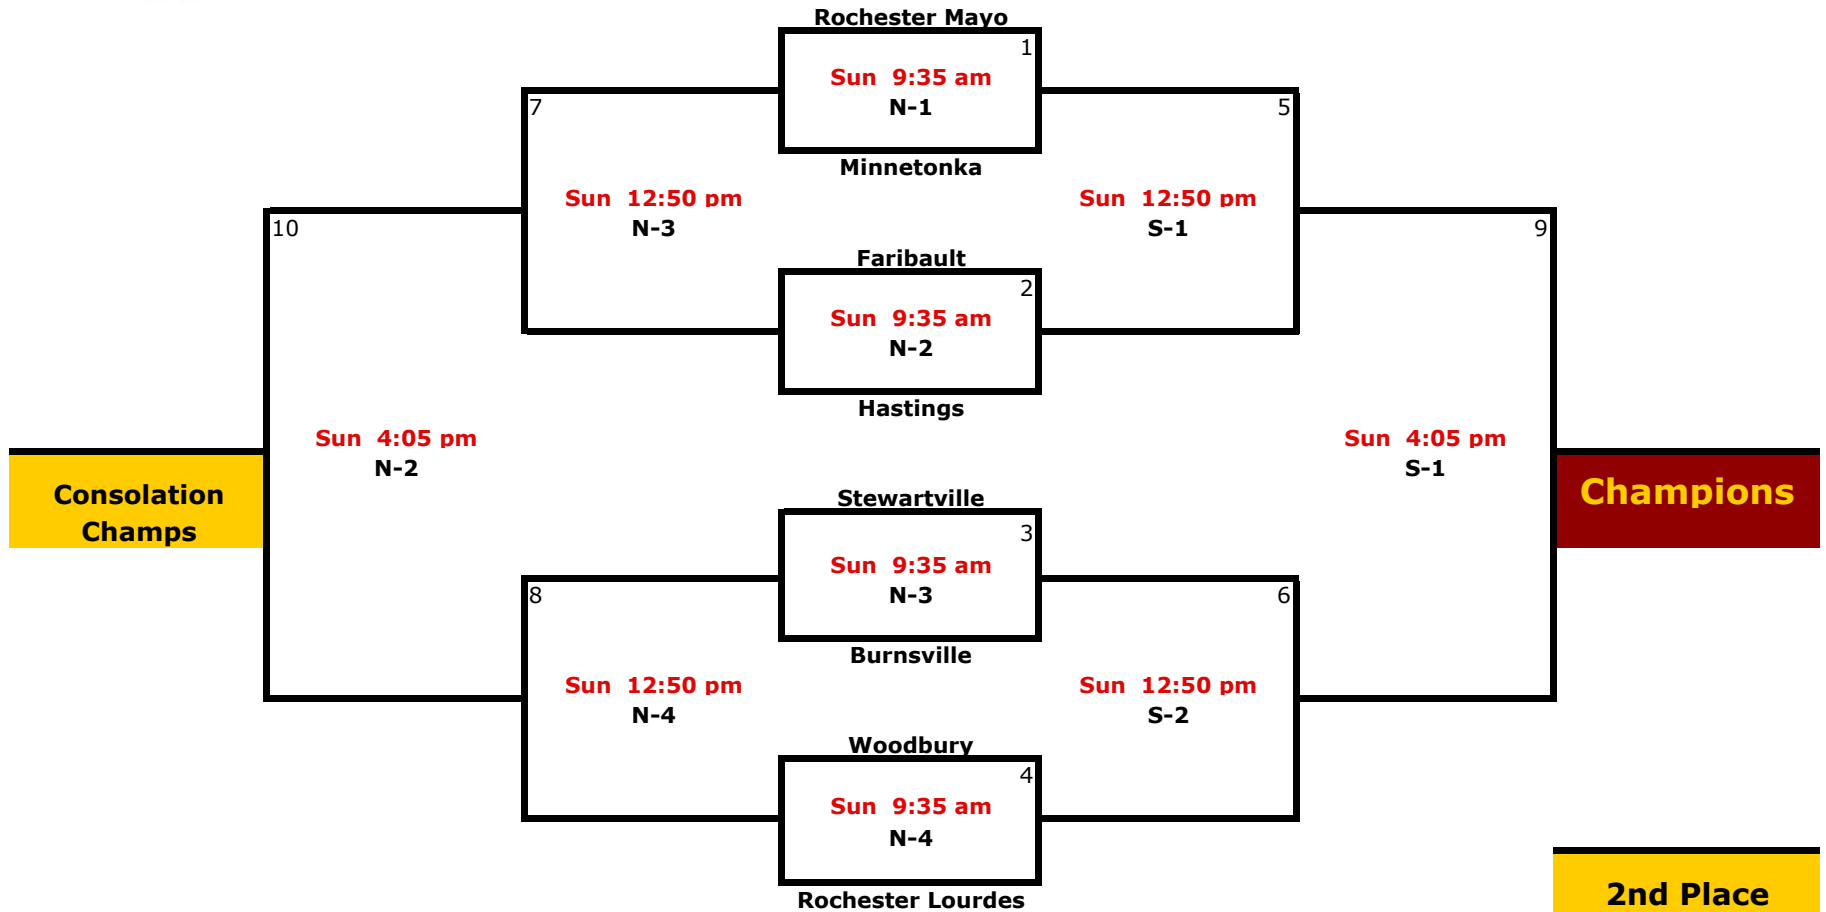 Rochester Mayo
1
Sun 9:35 am
N-1
7
5
Minnetonka
Sun 12:50 pm
N-3
Sun 12:50 pm
S-1
10
9
Faribault
2
Sun 9:35 am
N-2
Hastings
Sun 4:05 pm
N-2
Sun 4:05 pm
S-1
Consolation
Champs
Champions
Stewartville
3
Sun 9:35 am
N-3
8
6
Burnsville
Sun 12:50 pm
N-4
Sun 12:50 pm
S-2
Woodbury
4
Sun 9:35 am
N-4
Rochester Lourdes
2nd Place